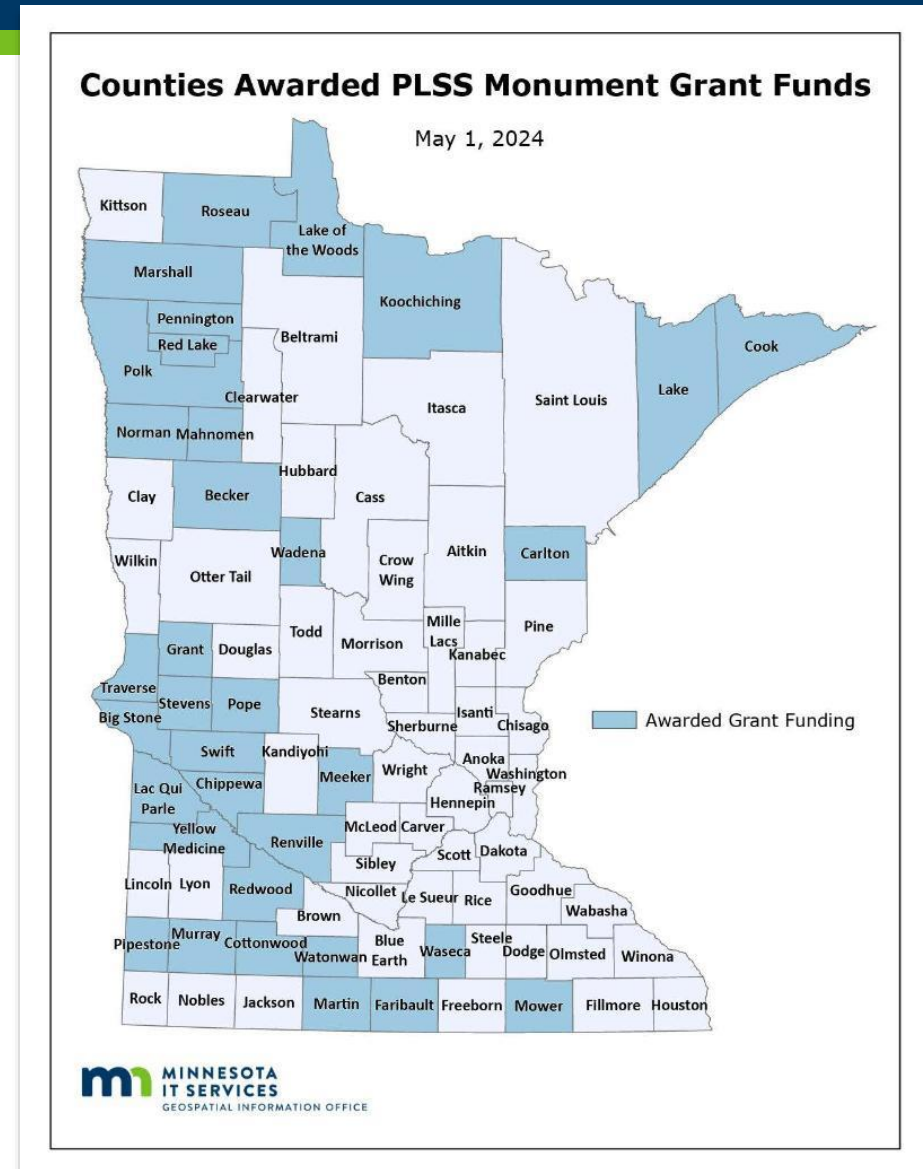 Counties Awarded PLSS Monument Grant Funds
May 1, 2024
Kittson
Roseau
Lake of
the Woods
Marshall
Koochiching
Pennington
Beltrami
Red Lake
Cook
Polk
Lake
Clearwater
Saint Louis
Itasca
Norman
Mahnomen
Hubbard
Clay
Becker
Cass
Wadena
Aitkin
Carlton
Wilkin
Crow
Wing
Otter Tail
Mille
Lacs
Pine
Todd
Morrison
Grant
Douglas
Kanabec
Benton
Traverse
Stevens
Pope
Stearns
Isanti
Big Stone
Sherburne
Chisago
Awarded Grant Funding
Swift
Kandiyohi
Anoka
Meeker
Wright
Washington
Chippewa
Ramsey
Lac Qui
Parle
Hennepin
Yellow
Medicine
McLeod
Carver
Renville
Scott
Dakota
Sibley
Lincoln
Lyon
Redwood
Nicollet
Le Sueur
Rice
Goodhue
Brown
Wabasha
Pipestone
Murray
Cottonwood
Watonwan
Blue
Earth
Waseca
Steele
Dodge
Olmsted
Winona
Rock
Nobles
Jackson
Martin
Faribault
Freeborn
Mower
Fillmore
Houston
mn MINNESOTA
IT SERVICES
GEOSPATIAL INFORMATION OFFICE